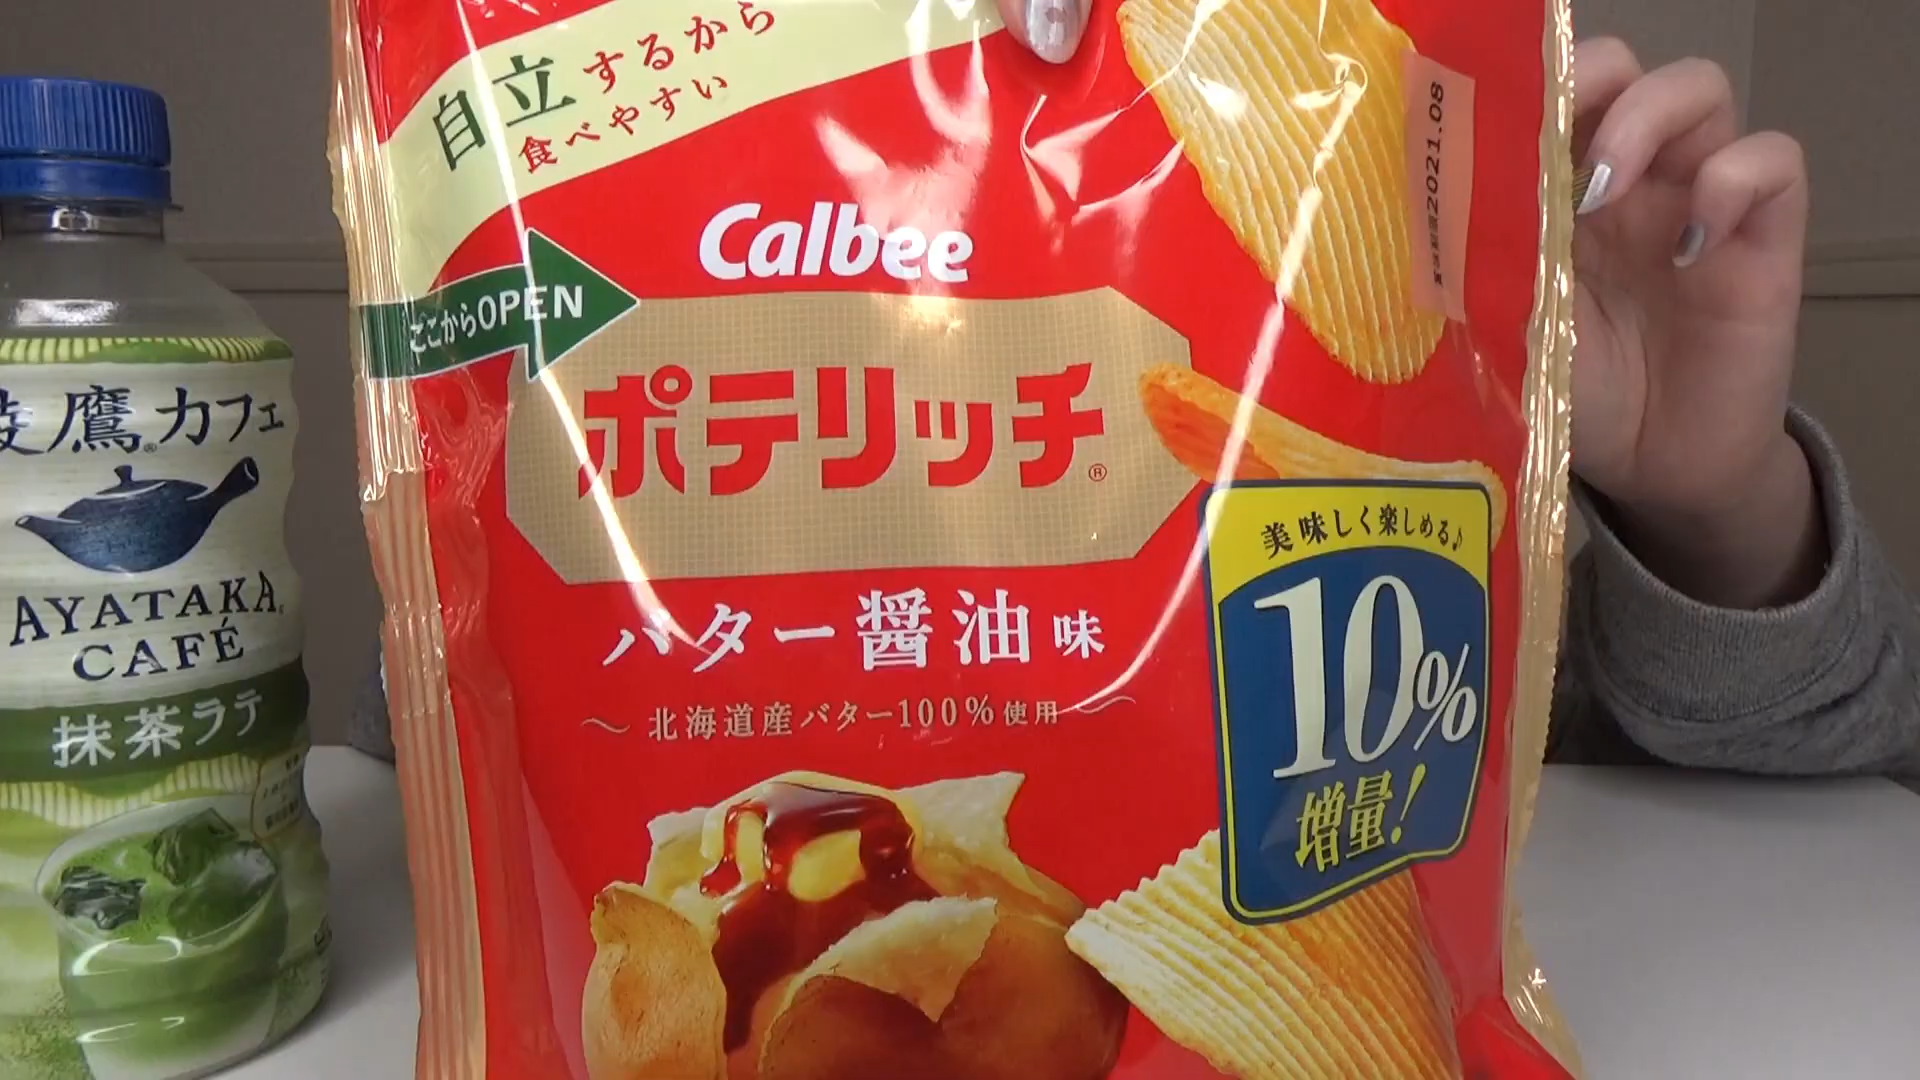 自立するから
食べやすい
2021.08
Calbee
ここからOPEN
ポテリッチ®
美味しく楽しめる♪
10%
増量!
バター醤油味
～北海道産バター100%使用～
鷹®カフェ
AYATAKA
CAFÉ
抹茶ラテ